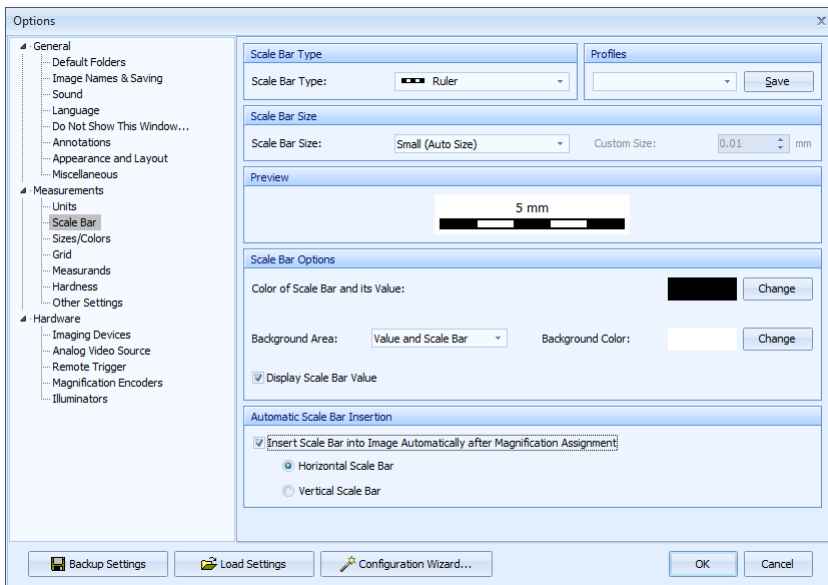 Options
x
General
Default Folders
Image Names & Saving
Sound
Language
Do Not Show This Window...
Annotations
Appearance and Layout
Miscellaneous
Measurements
Units
Scale Bar
Sizes/Colors
Grid
Measurands
Hardness
Other Settings
Hardware
Imaging Devices
Analog Video Source
Remote Trigger
Magnification Encoders
Illuminators
Scale Bar Type
Scale Bar Type: Ruler
Profiles
Save
Scale Bar Size
Scale Bar Size: Small (Auto Size) Custom Size: 0.01 mm
Preview
5 mm
Scale Bar Options
Color of Scale Bar and its Value: Change
Background Area: Value and Scale Bar Background Color: Change
Display Scale Bar Value
Automatic Scale Bar Insertion
Insert Scale Bar into Image Automatically after Magnification Assignment
Horizontal Scale Bar
Vertical Scale Bar
Backup Settings Load Settings Configuration Wizard... OK Cancel